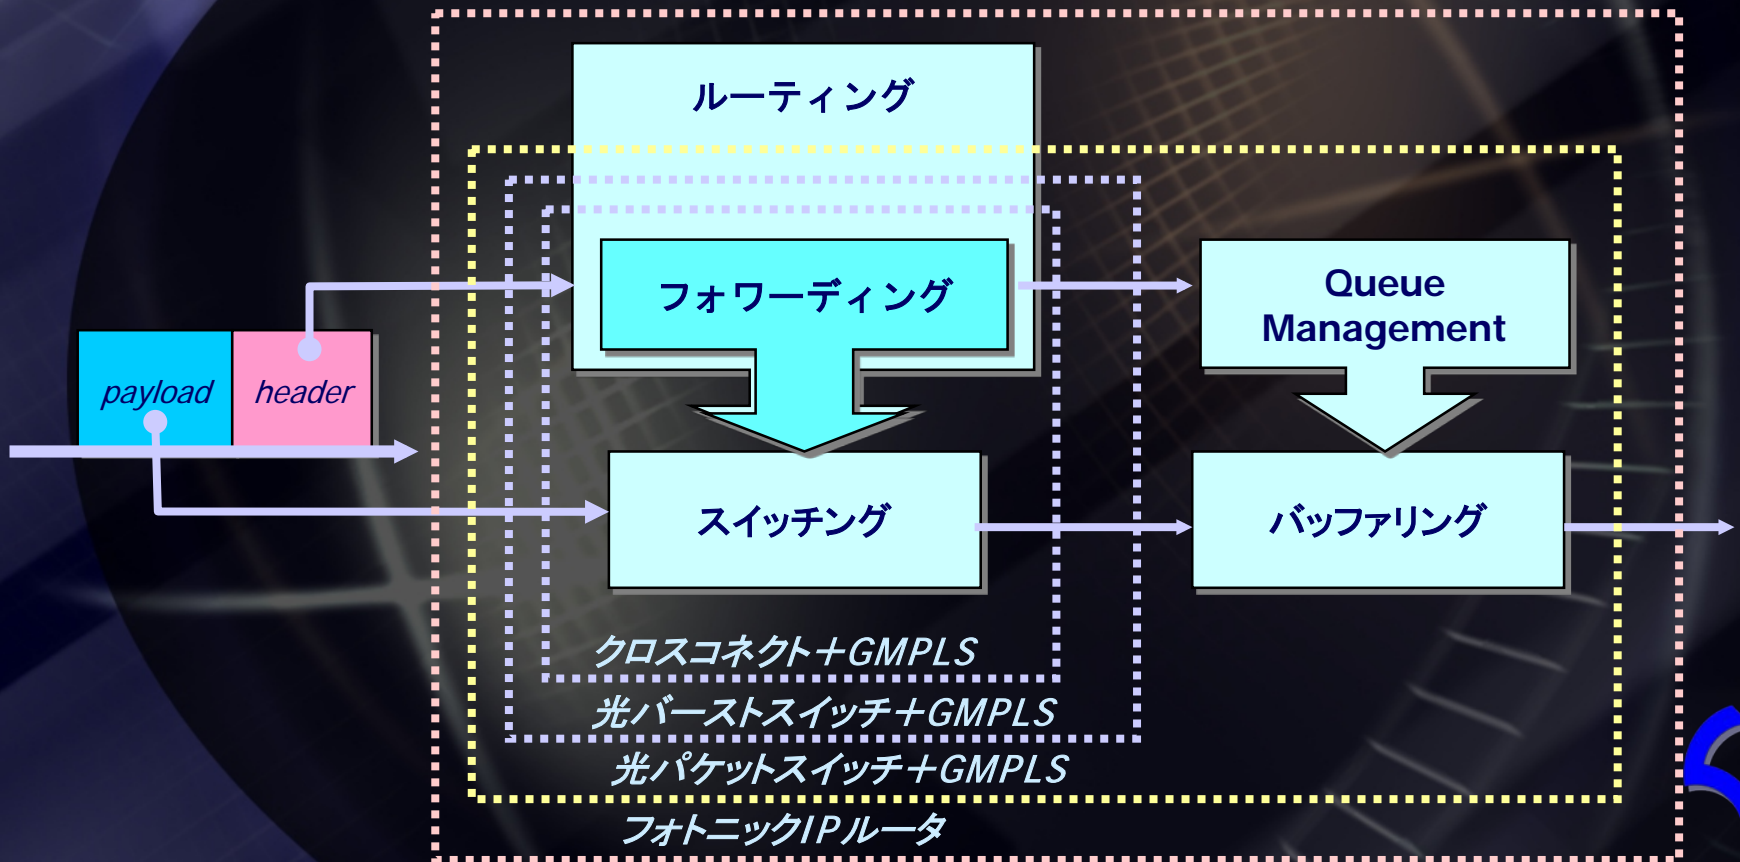 ルーティング
フォワーディング
Queue
Management
payload
header
スイッチング
バッファリング
クロスコネクト＋GMPLS
光バーストスイッチ＋GMPLS
光パケットスイッチ＋GMPLS
フォトニックIPルータ